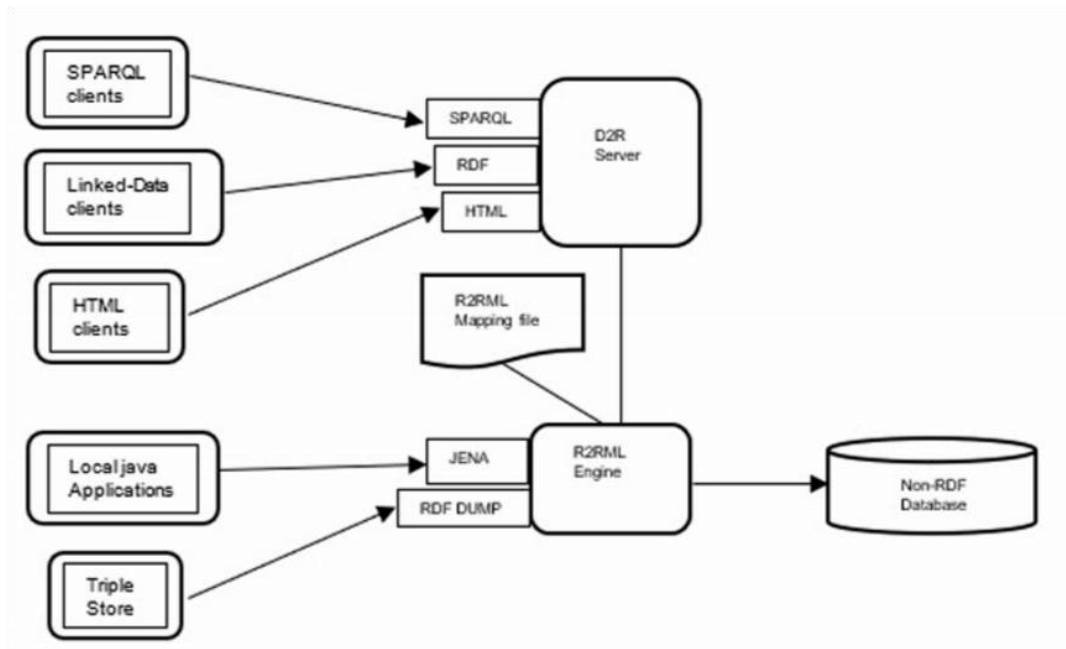 SPARQL
clients
SPARQL
D2R
Server
RDF
Linked-Data
clients
HTML
HTML
clients
R2RML
Mapping file
Local java
Applications
JENA
R2RML
Engine
RDF DUMP
Non-RDF
Database
Triple
Store